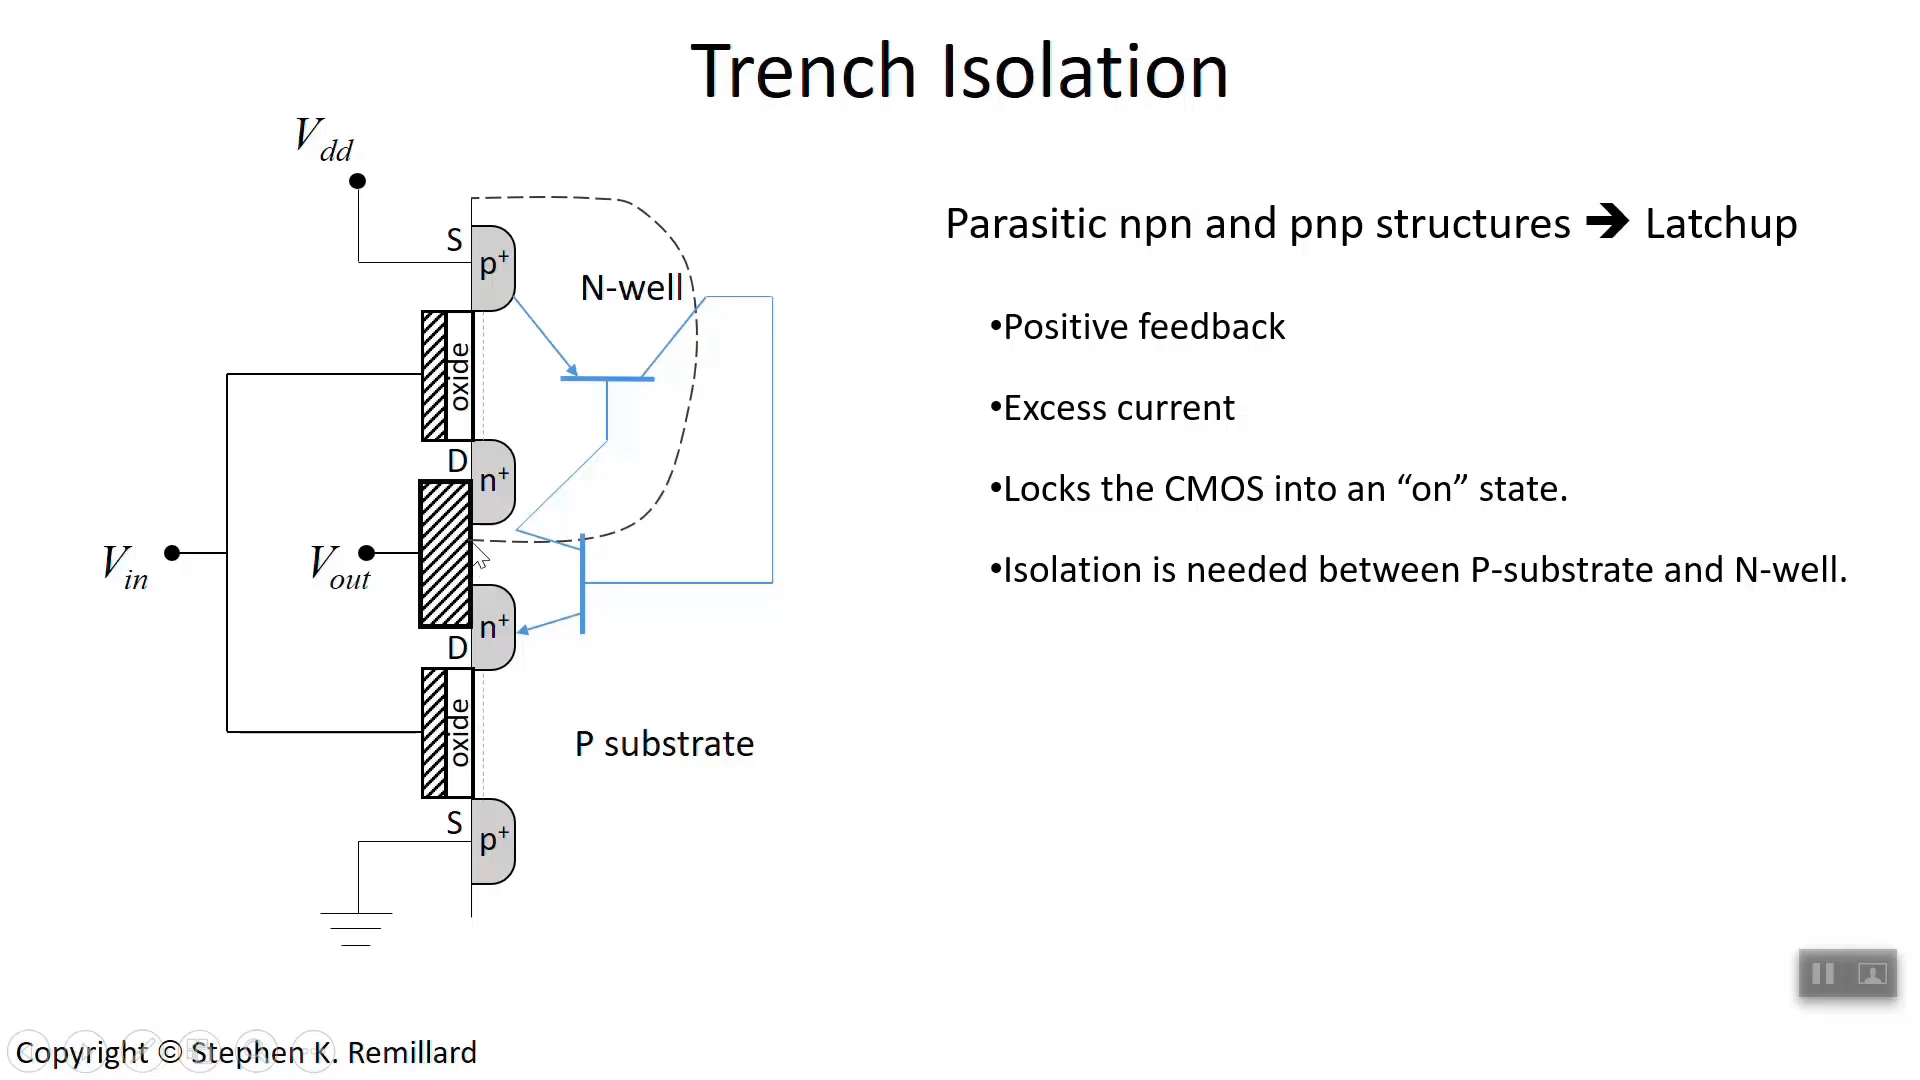 Trench Isolation
Vdd
S
p+
N-well
oxide
D
n+
Vin
Vout
n+
D
oxide
P substrate
S
p+
Parasitic npn and pnp structures ➔ Latchup
•Positive feedback
•Excess current
•Locks the CMOS into an “on” state.
•Isolation is needed between P-substrate and N-well.
Copyright © Stephen K. Remillard